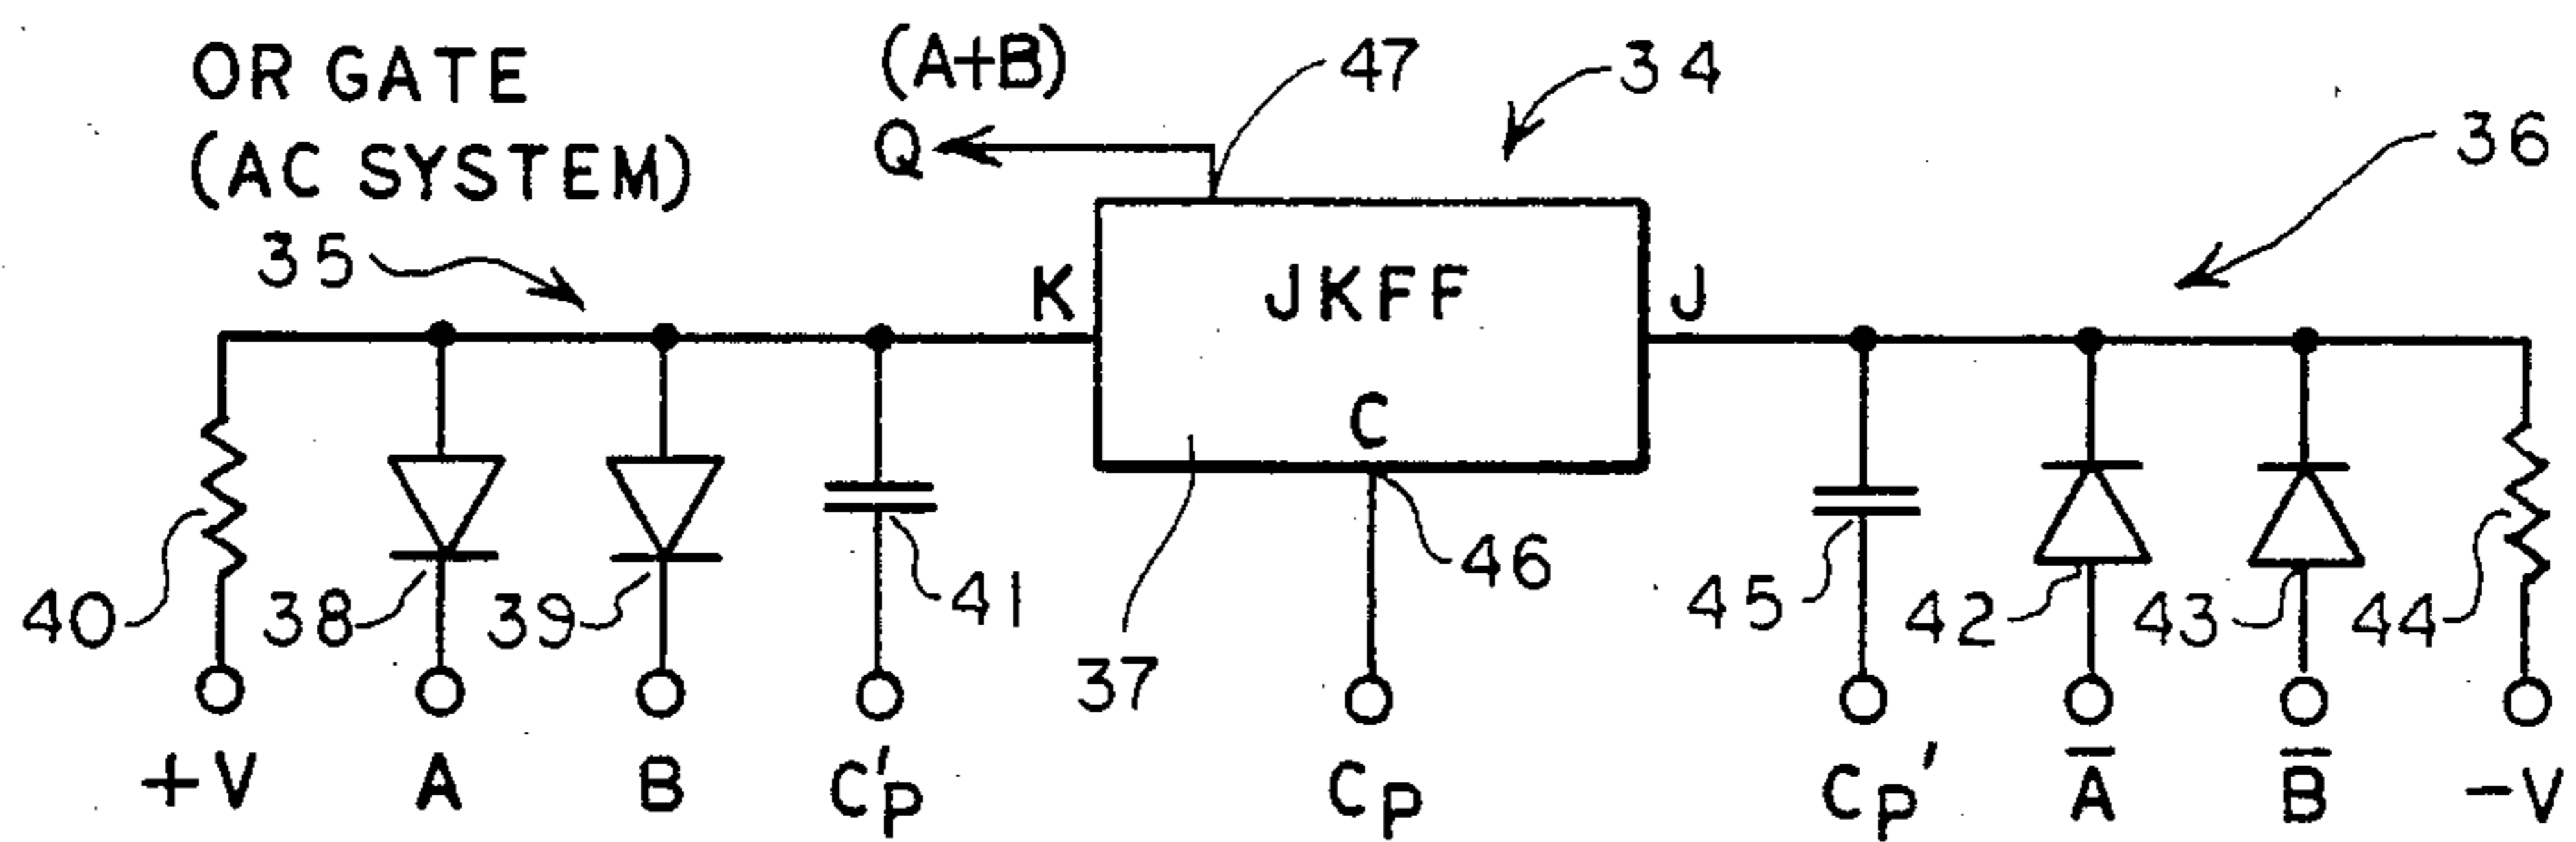 OR GATE
(AC SYSTEM)
(A+B)
Q
47
34
36
35
K
JKFF
J
C
40
38
39
41
37
46
45
42
43
44
+V
A
B
C'P
CP
CP'
A̅
B̅
-V